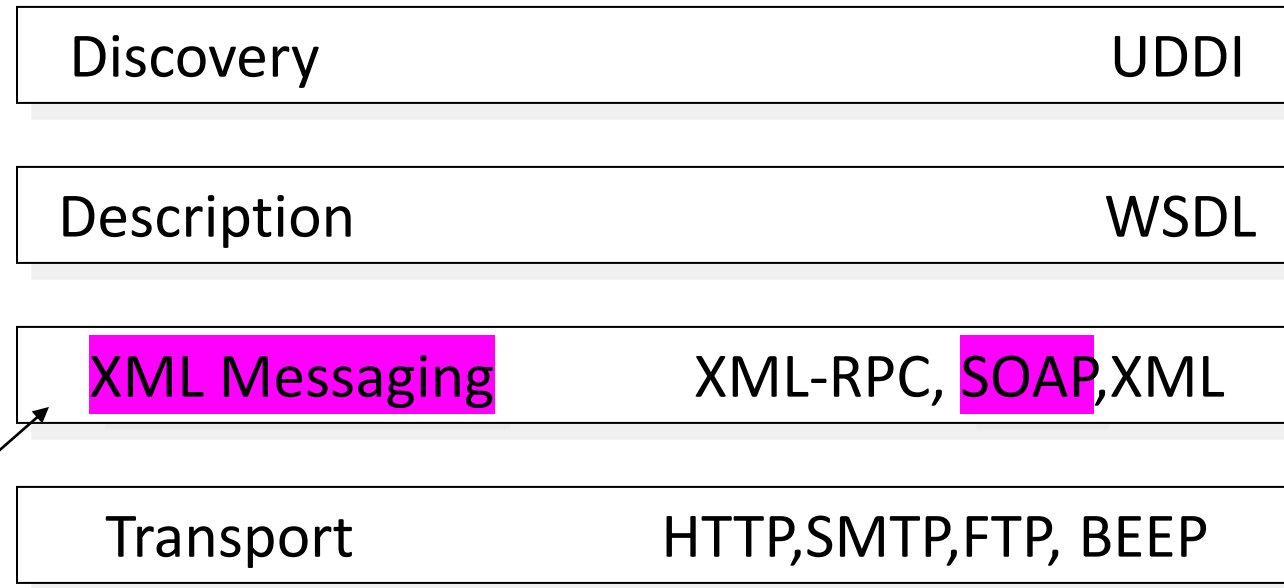 Discovery UDDI
Description WSDL
XML Messaging XML-RPC, SOAP,XML
Transport HTTP,SMTP,FTP, BEEP